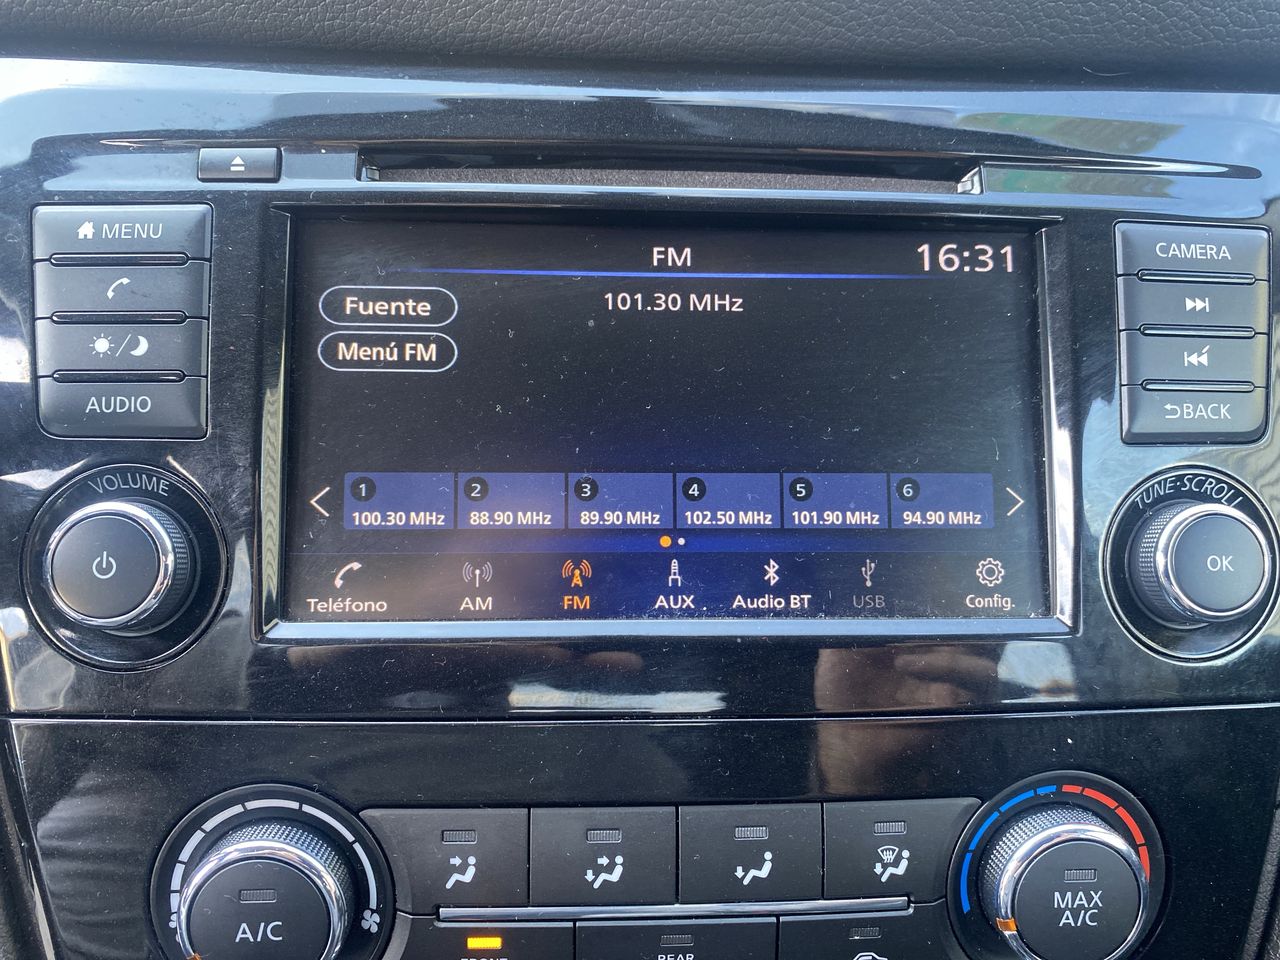 MENU
AUDIO
VOLUME
FM
16:31
Fuente
101.30 MHz
Menú FM
1
100.30 MHz
2
88.90 MHz
3
89.90 MHz
4
102.50 MHz
5
101.90 MHz
6
94.90 MHz
Teléfono
AM
FM
AUX
Audio BT
USB
Config.
CAMERA
BACK
TUNE·SCROLL
OK
A/C
MAX
A/C
FRONT
REAR